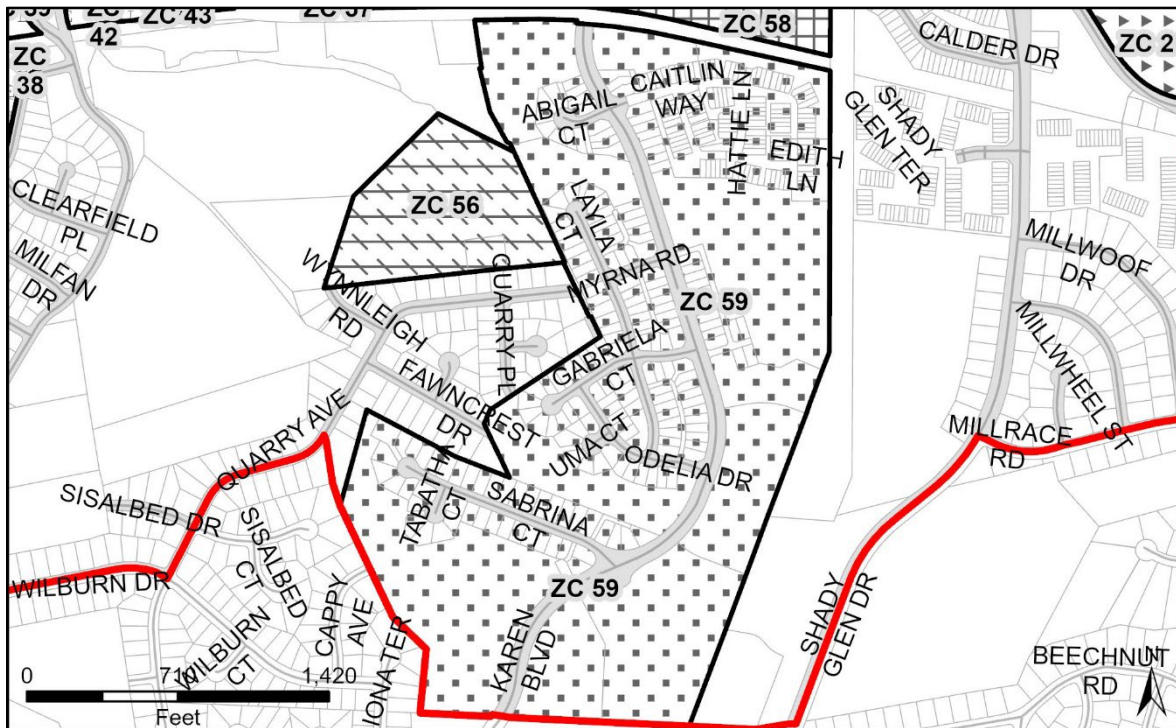 ZC 43
42
ZC 58
ZC 2
ZC
38
CALDER DR
CAITLIN
WAY
ABIGAIL
CT
HATTIE LN
EDITH
LN
SHADY
GLEN TER
CLEARFIELD
PL
ZC 56
LAYLA
CT
MILFAN
DR
WYNNLEIGH
RD
QUARRY PL
MYRNA RD
MILLWOOF
DR
ZC 59
GABRIELA
CT
MILLWHEEL ST
FAWNCREST
DR
QUARRY AVE
UMA CT
ODELIA DR
MILLRACE
RD
TABATHA
CT
SABRINA
CT
SISALBED DR
SISALBED
CT
WILBURN DR
ZC 59
CAPPY
AVE
WILBURN
CT
IONA TER
KAREN
BLVD
SHADY
GLEN DR
BEECHNUT
RD
N
0 710 1,420
Feet